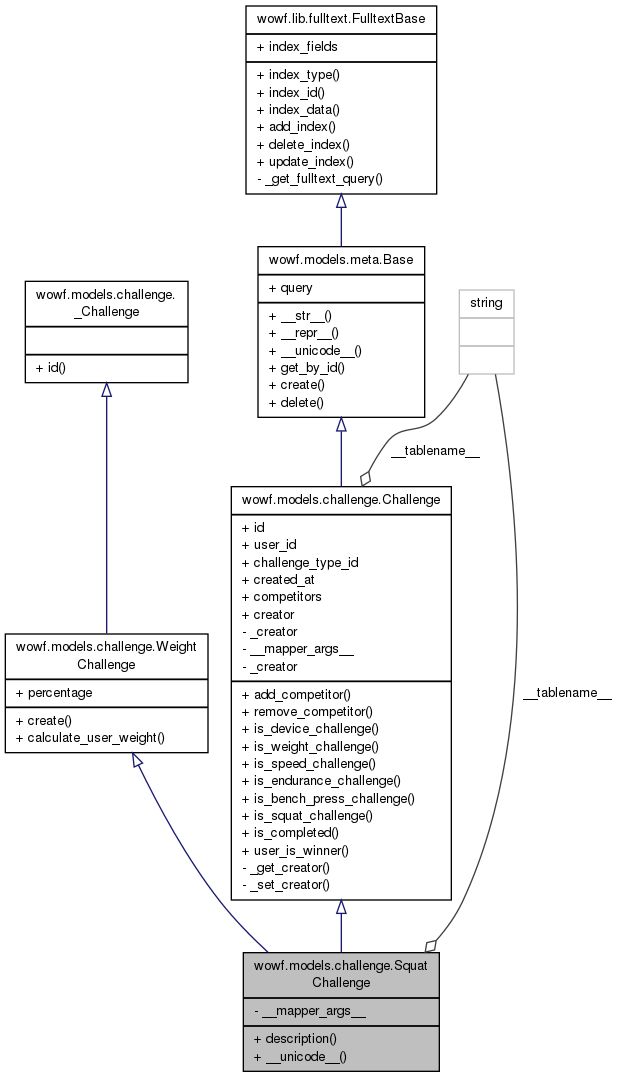 wowf.lib.fulltext.FulltextBase
+ index_fields
+ index_type()
+ index_id()
+ index_data()
+ add_index()
+ delete_index()
+ update_index()
- _get_fulltext_query()
wowf.models.meta.Base
+ query
+ __str__()
+ __repr__()
+ __unicode__()
+ get_by_id()
+ create()
+ delete()
wowf.models.challenge.
_Challenge
+ id()
string
__tablename__
wowf.models.challenge.Challenge
+ id
+ user_id
+ challenge_type_id
+ created_at
+ competitors
+ creator
- _creator
- __mapper_args__
- _creator
+ add_competitor()
+ remove_competitor()
+ is_device_challenge()
+ is_weight_challenge()
+ is_speed_challenge()
+ is_endurance_challenge()
+ is_bench_press_challenge()
+ is_squat_challenge()
+ is_completed()
+ user_is_winner()
- _get_creator()
- _set_creator()
wowf.models.challenge.Weight
Challenge
+ percentage
+ create()
+ calculate_user_weight()
__tablename__
wowf.models.challenge.Squat
Challenge
- __mapper_args__
+ description()
+ __unicode__()